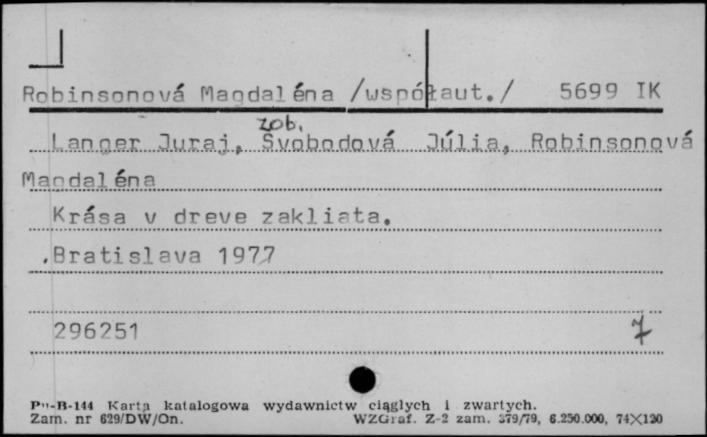 Robinsonová Magdaléna /współaut./ 5699 IK
zob.
Langer Juraj, Svobodová Júlia, Robinsonová
Magdaléna
Krása v dreve zakliata.
.Bratislava 1977
296251 7
Pu-B-144 Karta katalogowa wydawnictw ciągłych i zwartych.
Zam. nr 629/DW/On. WZGraf. Z-2 zam. 379/79, 6.250.000, 74X120